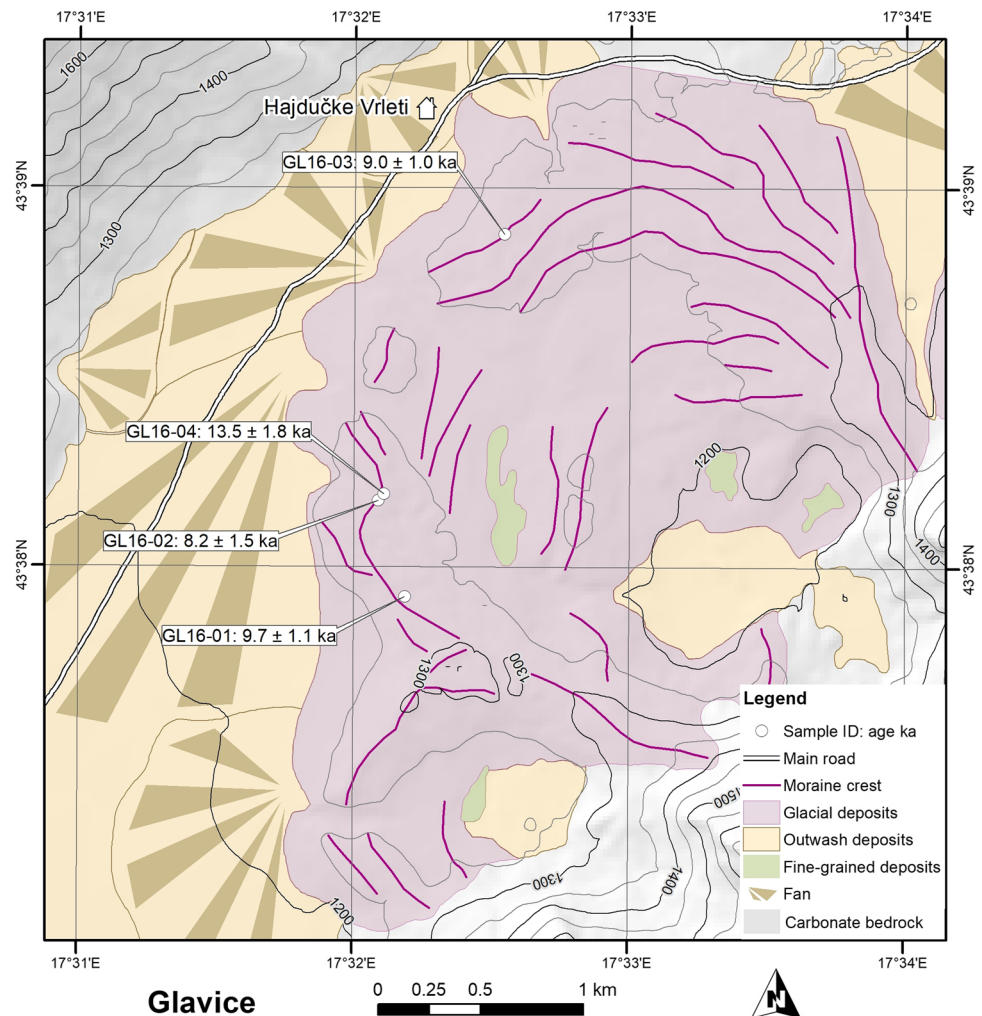 17°31'E 17°32'E 17°33'E 17°34'E
1600
1400
Hajdučke Vrleti
GL16-03: 9.0 ± 1.0 ka
43°39'N 43°39'N
1300
GL16-04: 13.5 ± 1.8 ka
1200
1300
GL16-02: 8.2 ± 1.5 ka
1400
43°38'N 43°38'N
GL16-01: 9.7 ± 1.1 ka
1300
1300
Legend
Sample ID: age ka
Main road
Moraine crest
Glacial deposits
Outwash deposits
Fine-grained deposits
Fan
Carbonate bedrock
1500
1400
1300
1200
17°31'E 17°32'E 17°33'E 17°34'E
Glavice
0 0.25 0.5 1 km
N